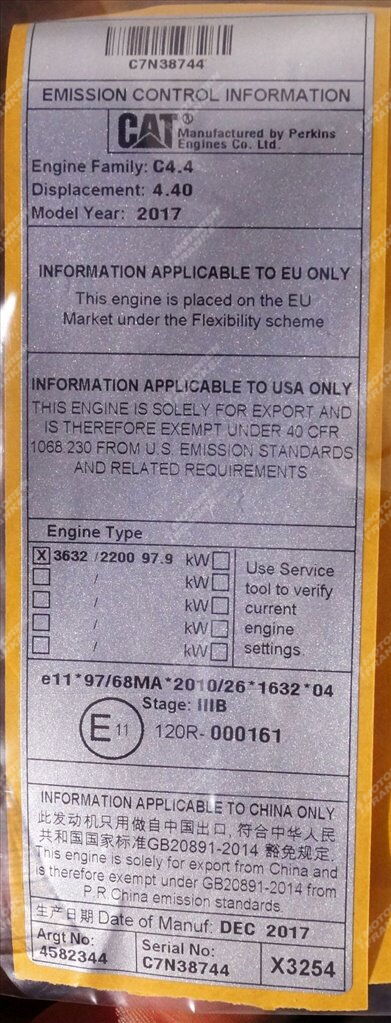 C7N38744
EMISSION CONTROL INFORMATION
CAT® Manufactured by Perkins
Engines Co. Ltd.
Engine Family: C4.4
Displacement: 4.40
Model Year: 2017
INFORMATION APPLICABLE TO EU ONLY
This engine is placed on the EU
Market under the Flexibility scheme
INFORMATION APPLICABLE TO USA ONLY
THIS ENGINE IS SOLELY FOR EXPORT AND
IS THEREFORE EXEMPT UNDER 40 CFR
1068.230 FROM U.S. EMISSION STANDARDS
AND RELATED REQUIREMENTS
Engine Type
X 3632 /2200 97.9 kW
/ kW
/ kW
/ kW
/ kW
Use Service
tool to verify
current
engine
settings
e11*97/68MA*2010/26*1632*04
Stage: IIIB
E 11 120R- 000161
INFORMATION APPLICABLE TO CHINA ONLY
此发动机只用做自中国出口, 符合中华人民
共和国国家标准GB20891-2014 豁免规定.
This engine is solely for export from China and
is therefore exempt under GB20891-2014 from
P.R.China emission standards
生产日期 Date of Manuf: DEC 2017
Argt No:
4582344
Serial No:
C7N38744
X3254